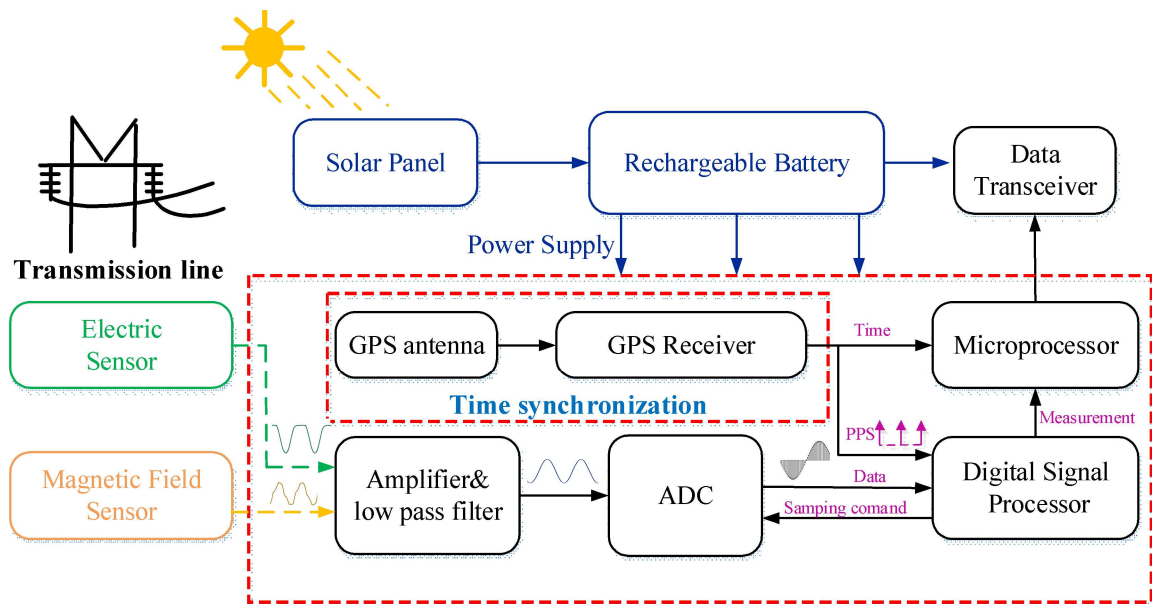 Solar Panel
Rechargeable Battery
Data
Transceiver
Power Supply
Transmission line
Electric
Sensor
GPS antenna
GPS Receiver
Time
Microprocessor
Time synchronization
Measurement
PPS
Magnetic Field
Sensor
Amplifier&
low pass filter
ADC
Data
Samping comand
Digital Signal
Processor